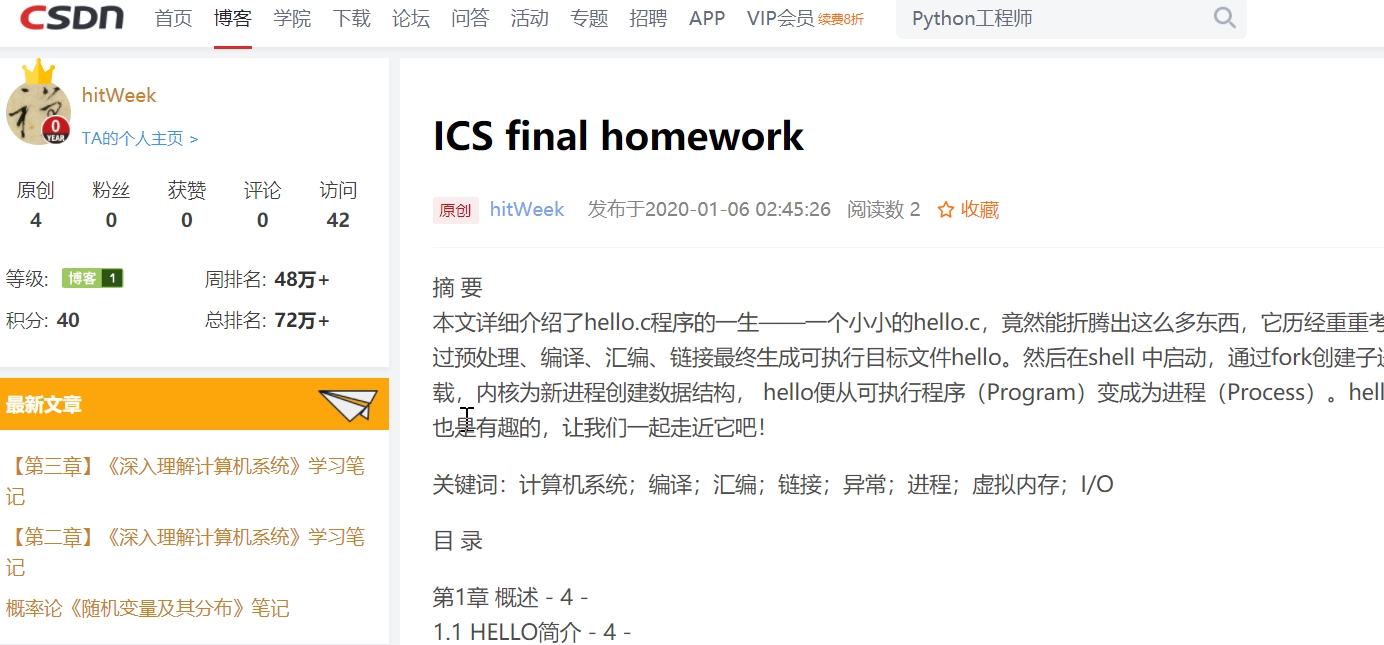 CSDN 首页 博客 学院 下载 论坛 问答 活动 专题 招聘 APP VIP会员 续费8折 Python工程师
hitWeek
TA的个人主页 >
0
YEAR
原创 粉丝 获赞 评论 访问
4 0 0 0 42
等级: 博客 1 周排名: 48万+
积分: 40 总排名: 72万+
最新文章
【第三章】《深入理解计算机系统》学习笔
记
【第二章】《深入理解计算机系统》学习笔
记
概率论《随机变量及其分布》笔记
ICS final homework
原创 hitWeek 发布于2020-01-06 02:45:26 阅读数 2 收藏
摘 要
本文详细介绍了hello.c程序的一生——一个小小的hello.c，竟然能折腾出这么多东西，它历经重重考
过预处理、编译、汇编、链接最终生成可执行目标文件hello。然后在shell 中启动，通过fork创建子
载，内核为新进程创建数据结构， hello便从可执行程序（Program）变成为进程（Process）。hell
也是有趣的，让我们一起走近它吧！
关键词：计算机系统；编译；汇编；链接；异常；进程；虚拟内存；I/O
目 录
第1章 概述 - 4 -
1.1 HELLO简介 - 4 -